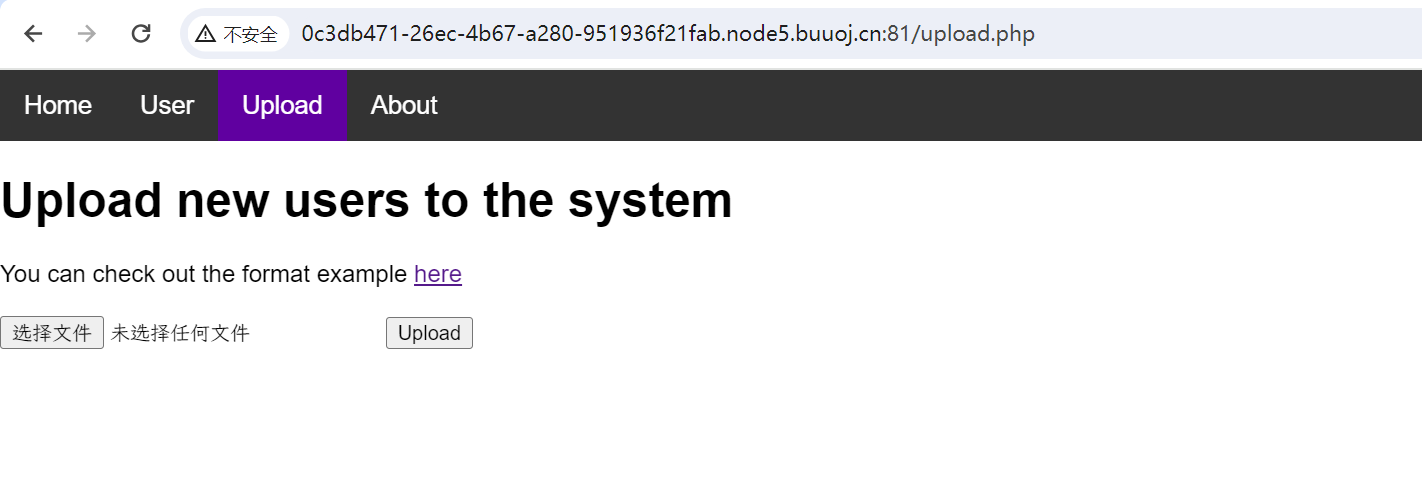 不安全 0c3db471-26ec-4b67-a280-951936f21fab.node5.buuoj.cn:81/upload.php
Home User Upload About
Upload new users to the system
You can check out the format example here
选择文件 未选择任何文件 Upload